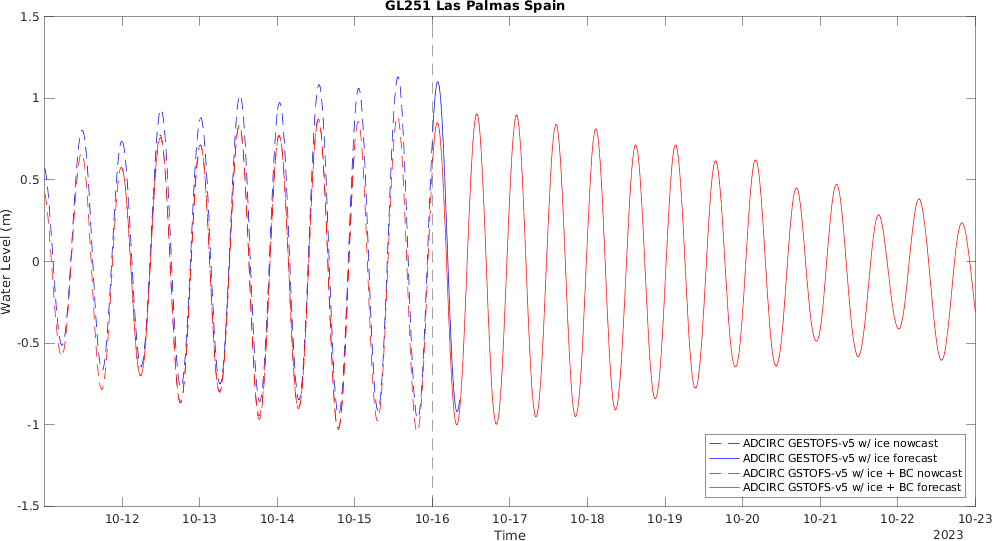 GL251 Las Palmas Spain
1.5
1
0.5
0
-0.5
-1
-1.5
Water Level (m)
ADCIRC GESTOFS-v5 w/ ice nowcast
ADCIRC GESTOFS-v5 w/ ice forecast
ADCIRC GSTOFS-v5 w/ ice + BC nowcast
ADCIRC GSTOFS-v5 w/ ice + BC forecast
10-12 10-13 10-14 10-15 10-16 10-17 10-18 10-19 10-20 10-21 10-22 10-23
Time
2023